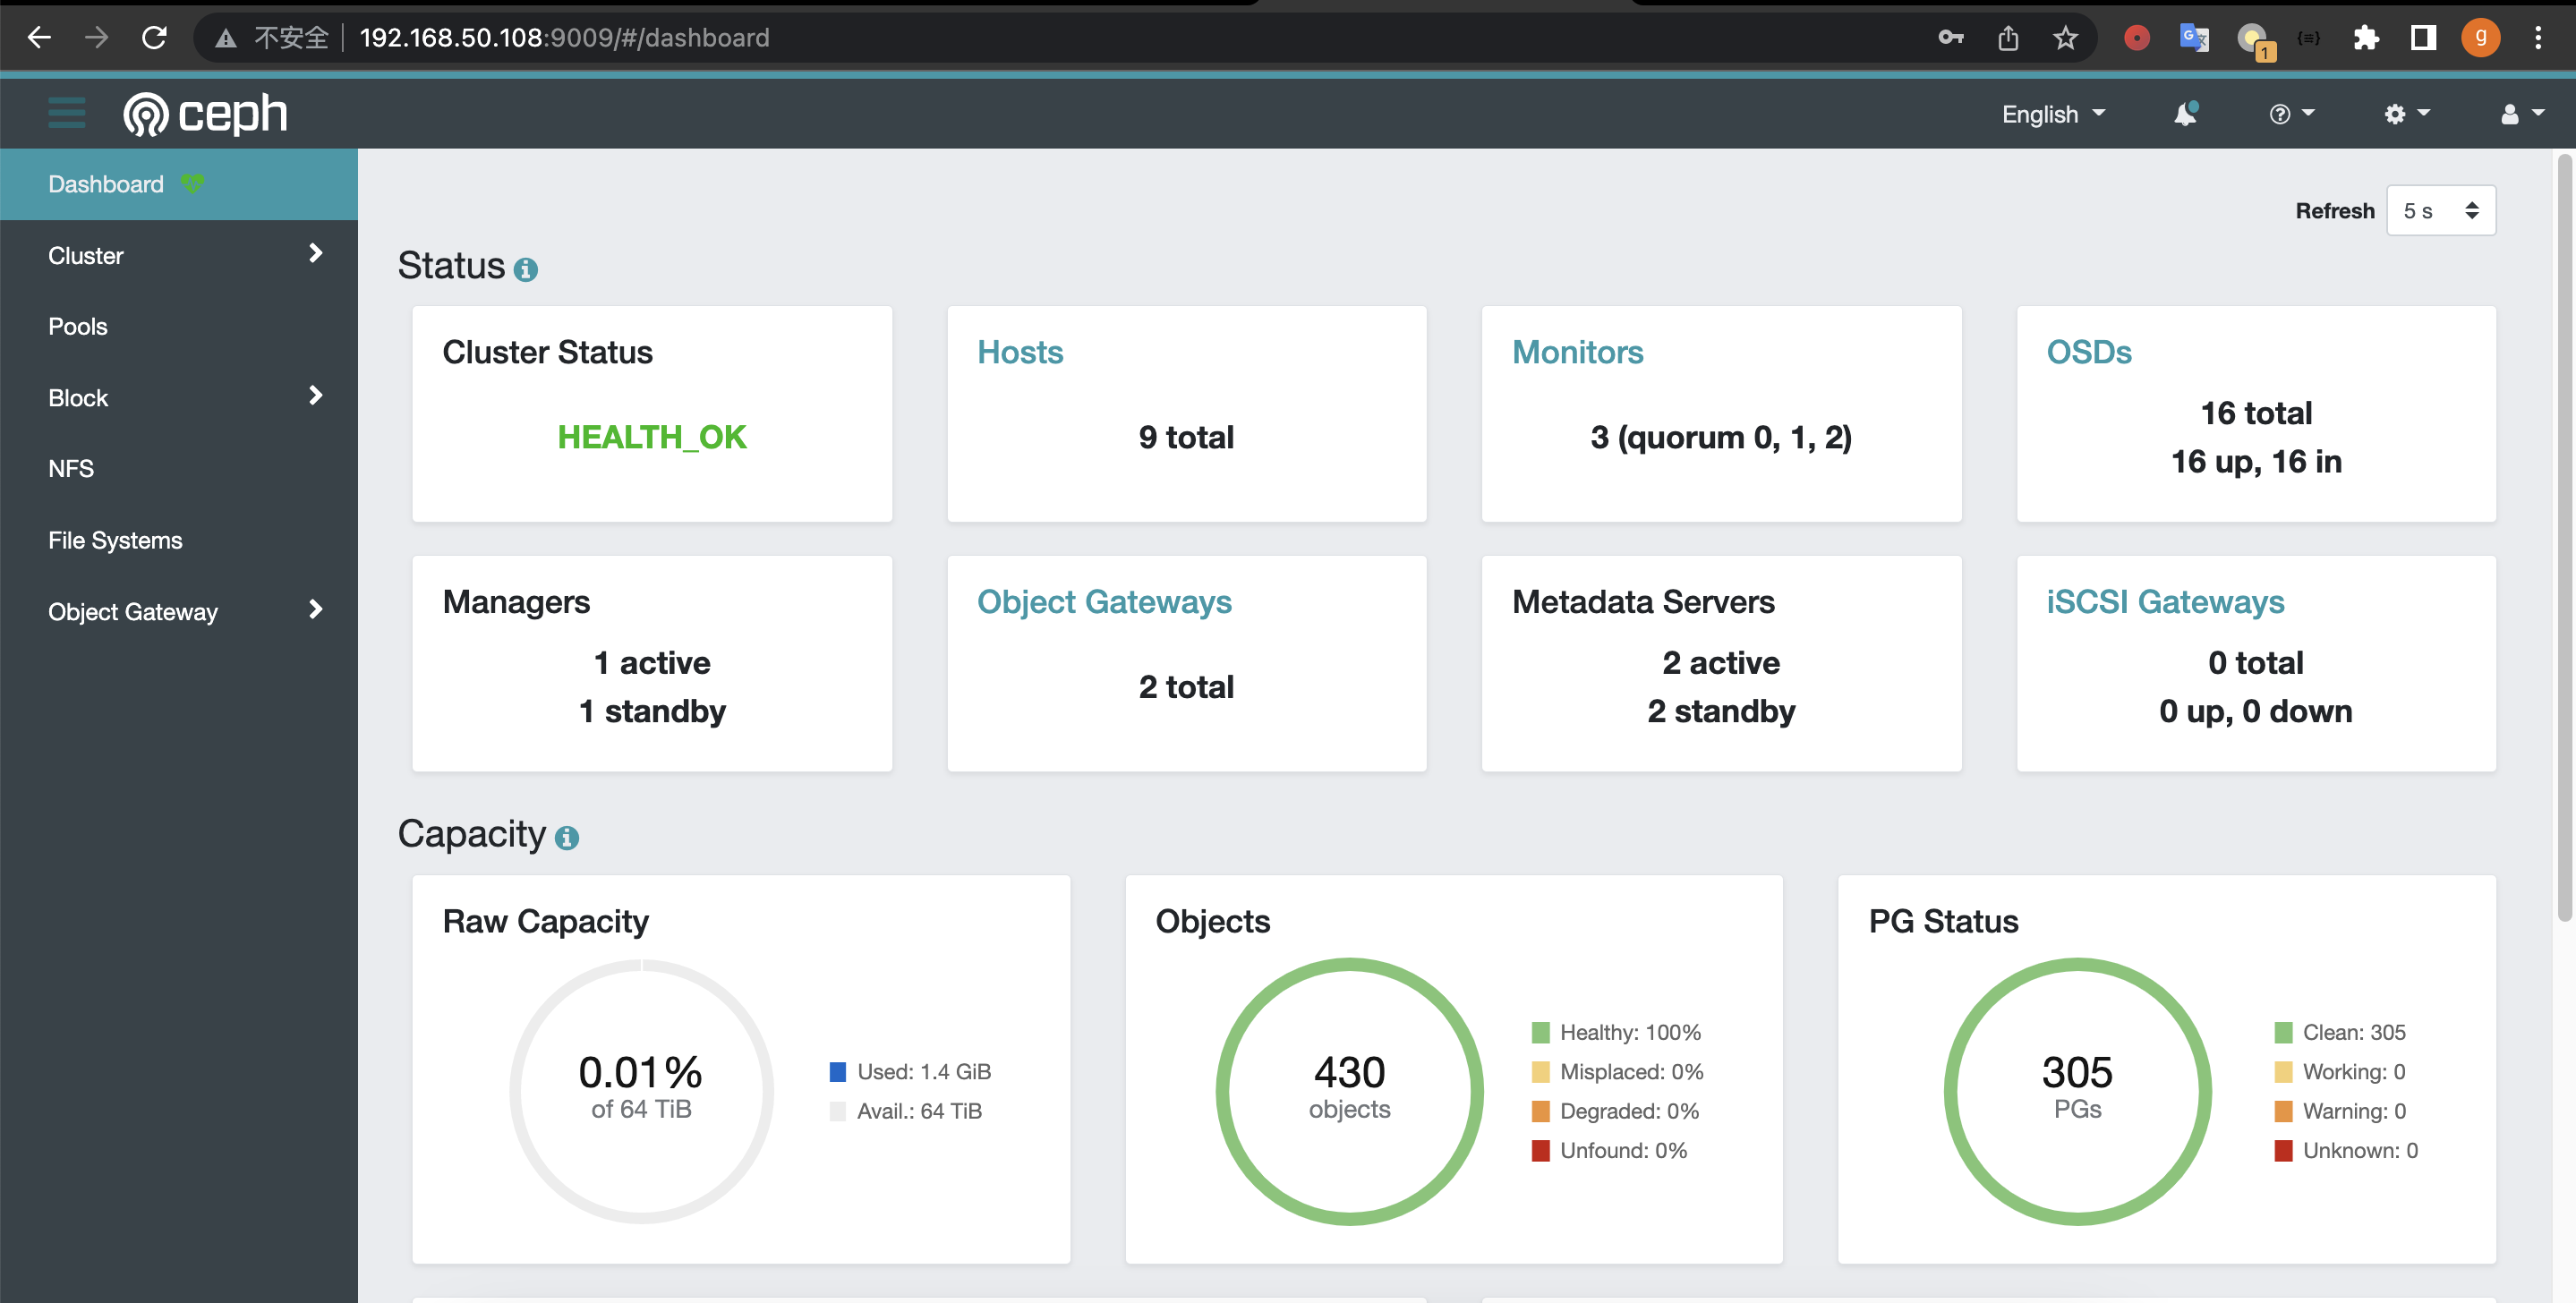 不安全 192.168.50.108:9009/#/dashboard
1
g
ceph
English
Dashboard
Cluster
Pools
Block
NFS
File Systems
Object Gateway
Refresh 5 s
Status
Cluster Status
HEALTH_OK
Hosts
9 total
Monitors
3 (quorum 0, 1, 2)
OSDs
16 total
16 up, 16 in
Managers
1 active
1 standby
Object Gateways
2 total
Metadata Servers
2 active
2 standby
iSCSI Gateways
0 total
0 up, 0 down
Capacity
Raw Capacity
0.01%
of 64 TiB
Used: 1.4 GiB
Avail.: 64 TiB
Objects
430
objects
Healthy: 100%
Misplaced: 0%
Degraded: 0%
Unfound: 0%
PG Status
305
PGs
Clean: 305
Working: 0
Warning: 0
Unknown: 0